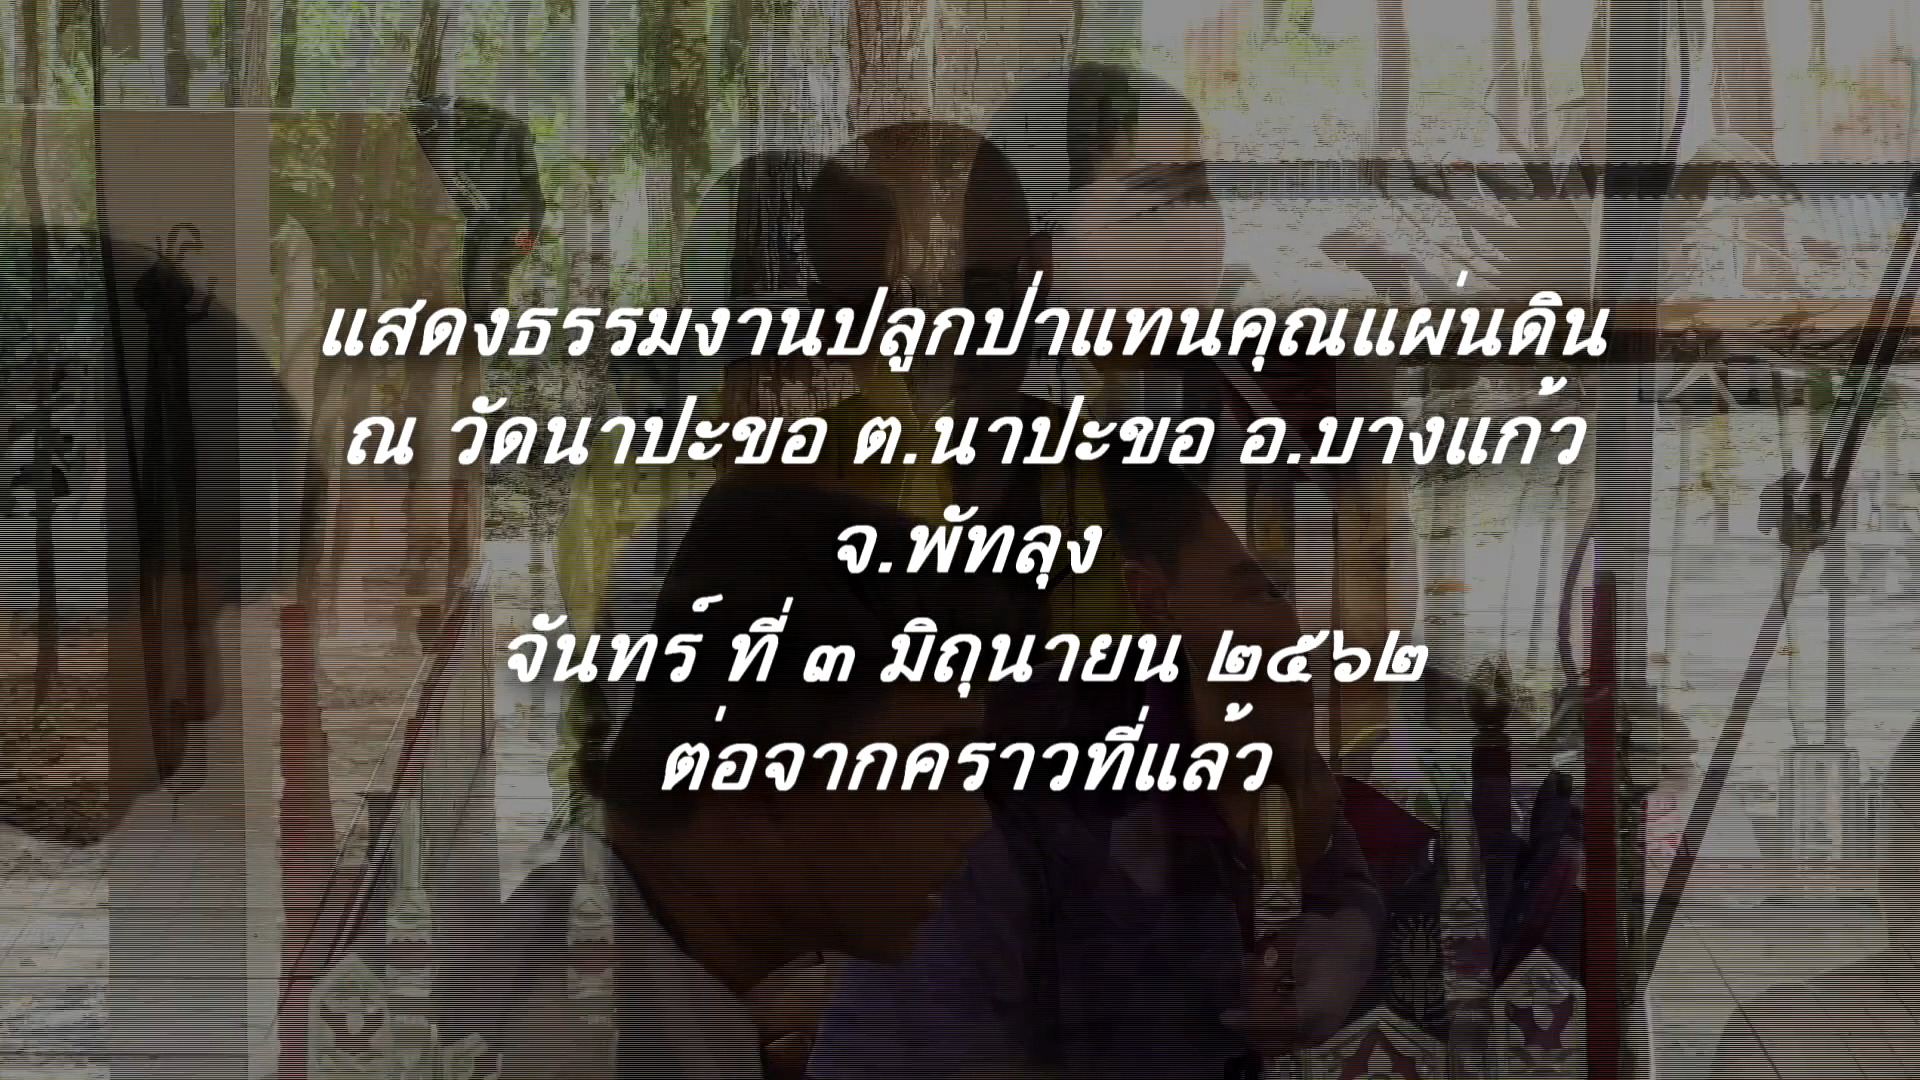 แสดงธรรมงานปลูกป่าแทนคุณแผ่นดิน
ณ วัดนาปะขอ ต.นาปะขอ อ.บางแก้ว
จ.พัทลุง
จันทร์ ที่ ๓ มิถุนายน ๒๕๖๒
ต่อจากคราวที่แล้ว